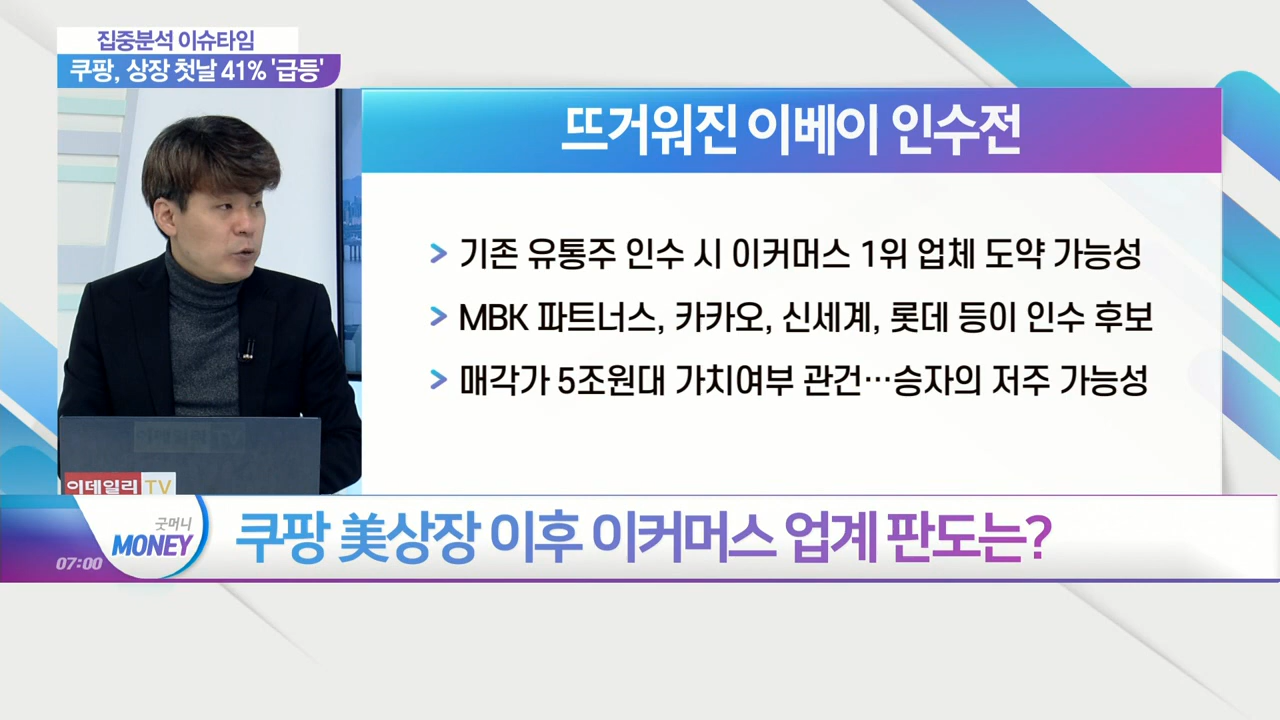 집중분석 이슈타임
쿠팡, 상장 첫날 41% '급등'
뜨거워진 이베이 인수전
> 기존 유통주 인수 시 이커머스 1위 업체 도약 가능성
> MBK 파트너스, 카카오, 신세계, 롯데 등이 인수 후보
> 매각가 5조원대 가치여부 관건…승자의 저주 가능성
이데일리 TV
굿머니
MONEY
07:00
쿠팡 美상장 이후 이커머스 업계 판도는?